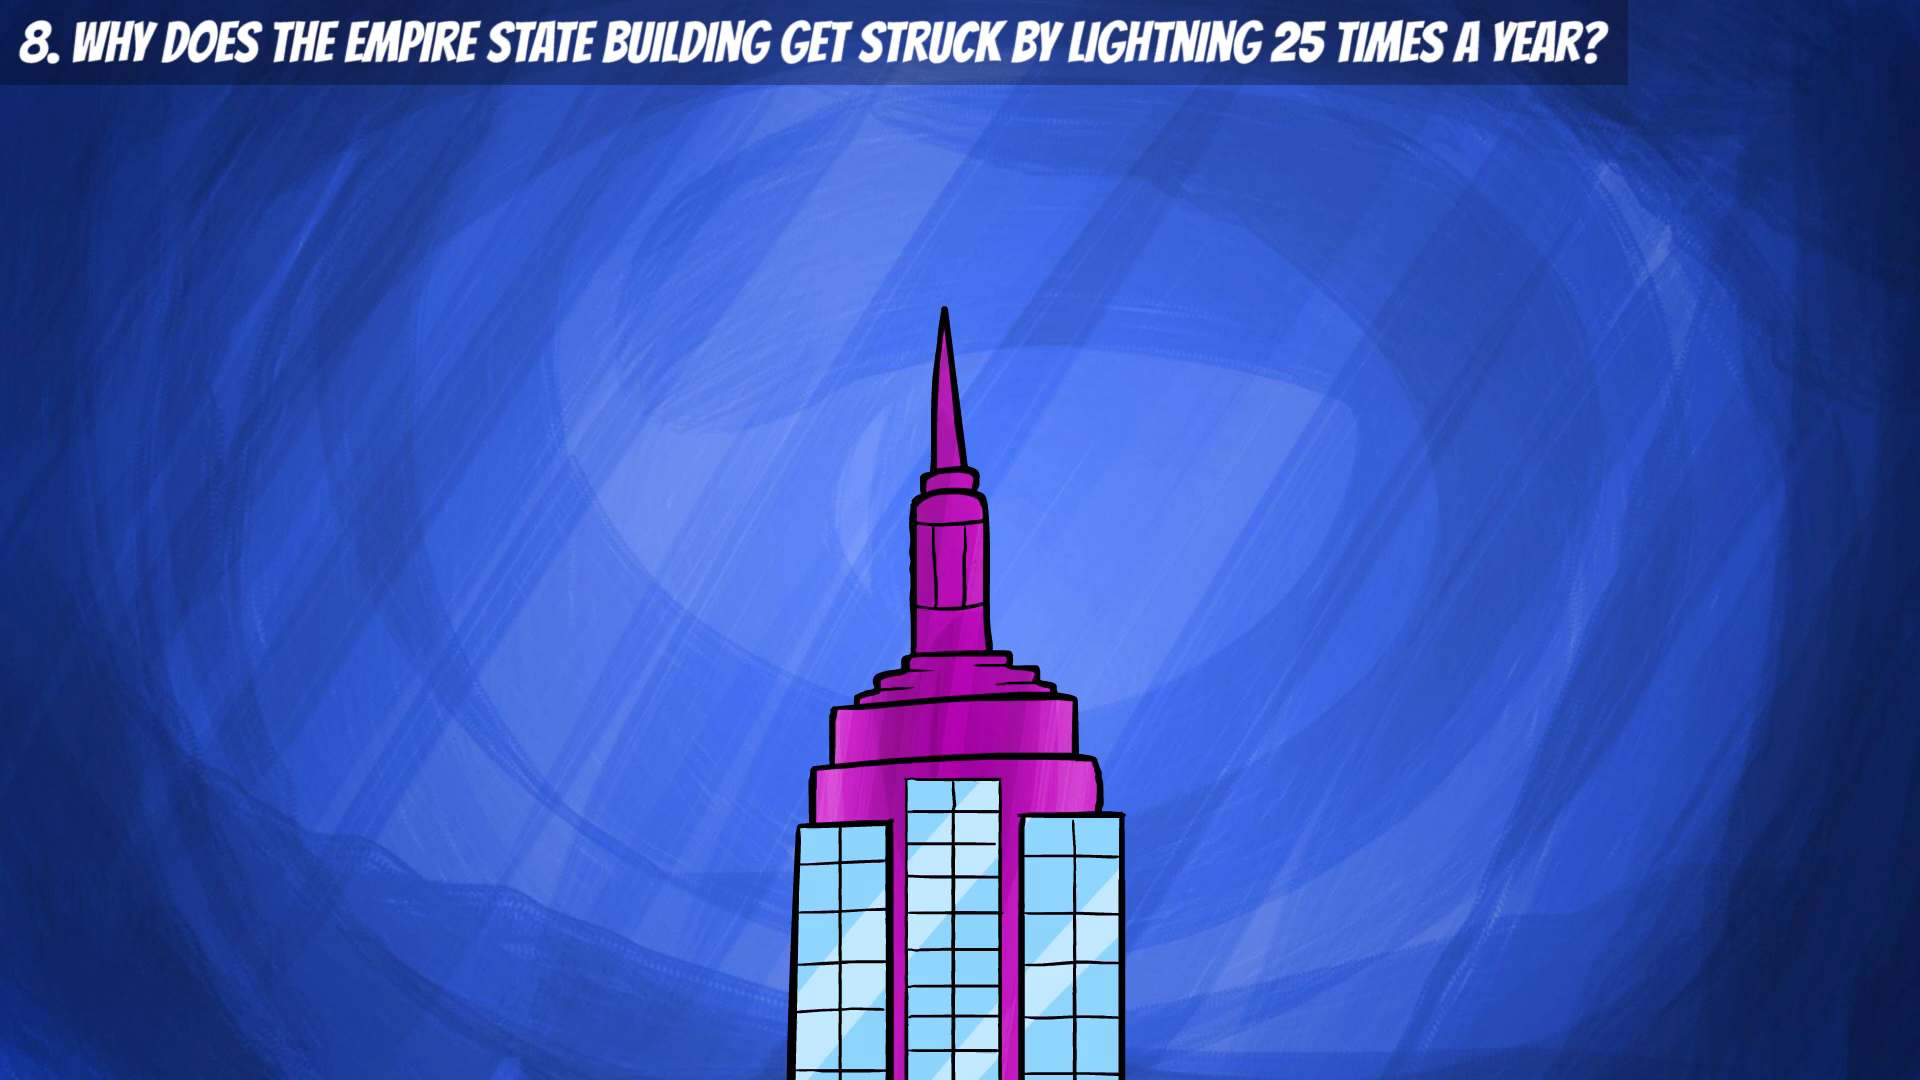 8. WHY DOES THE EMPIRE STATE BUILDING GET STRUCK BY LIGHTNING 25 TIMES A YEAR?